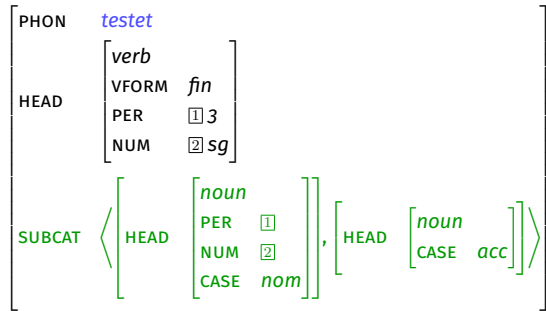 PHON testet
HEAD
verb
VFORM fin
PER 1 3
NUM 2 sg
SUBCAT ⟨ HEAD
noun
PER 1
NUM 2
CASE nom
, HEAD
noun
CASE acc
⟩